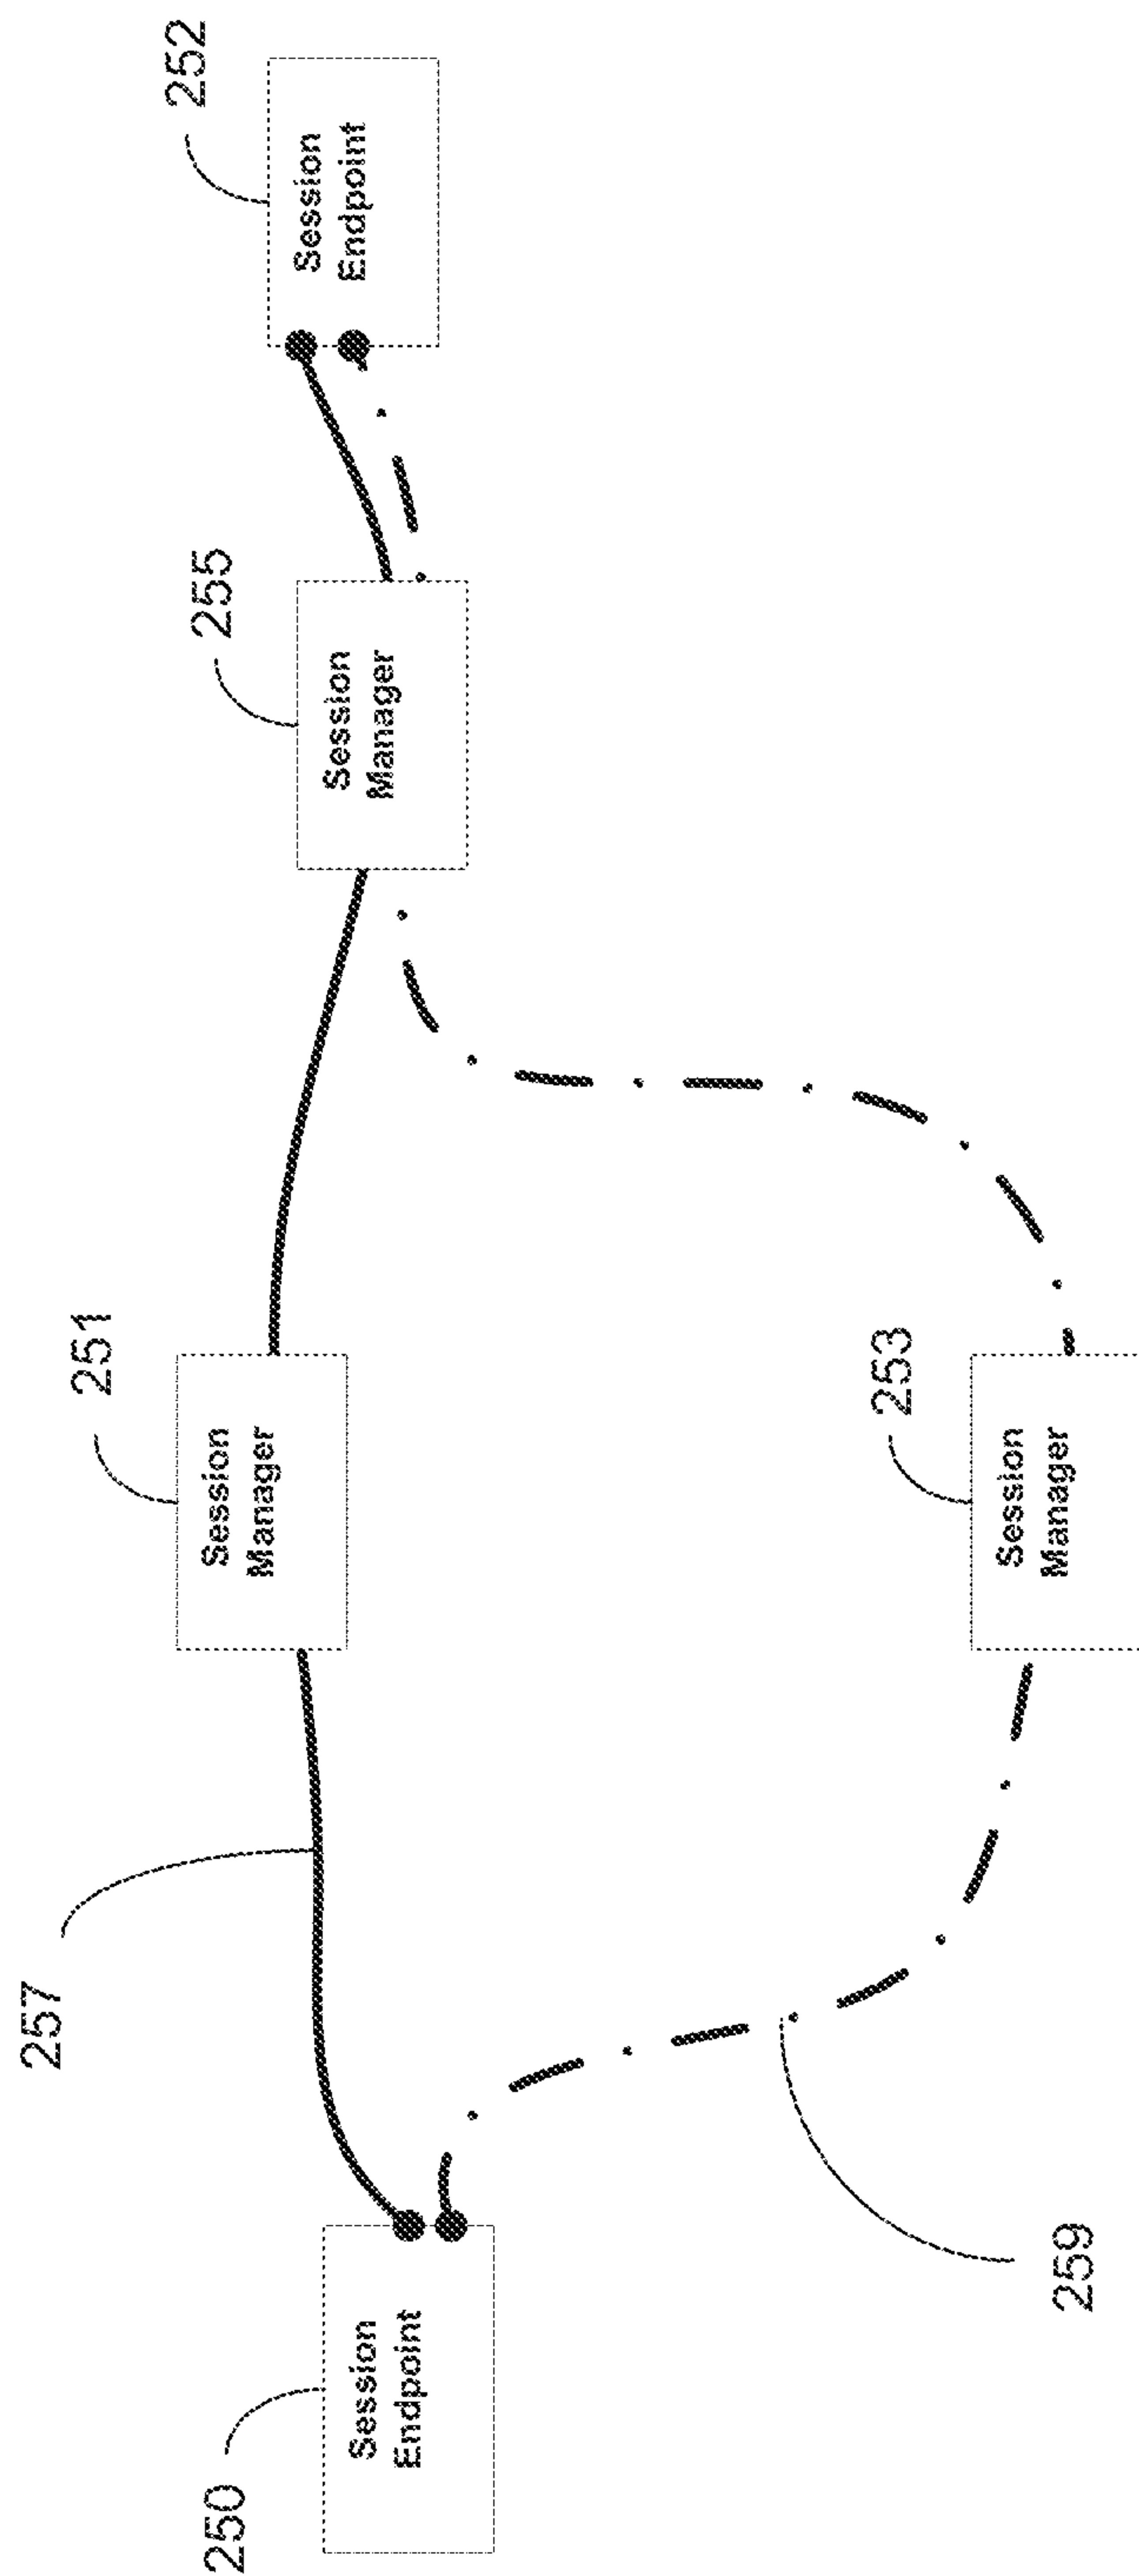 257
251
255
252
Session
Endpoint
Session
Manager
Session
Manager
Session
Endpoint
250
259
253
Session
Manager